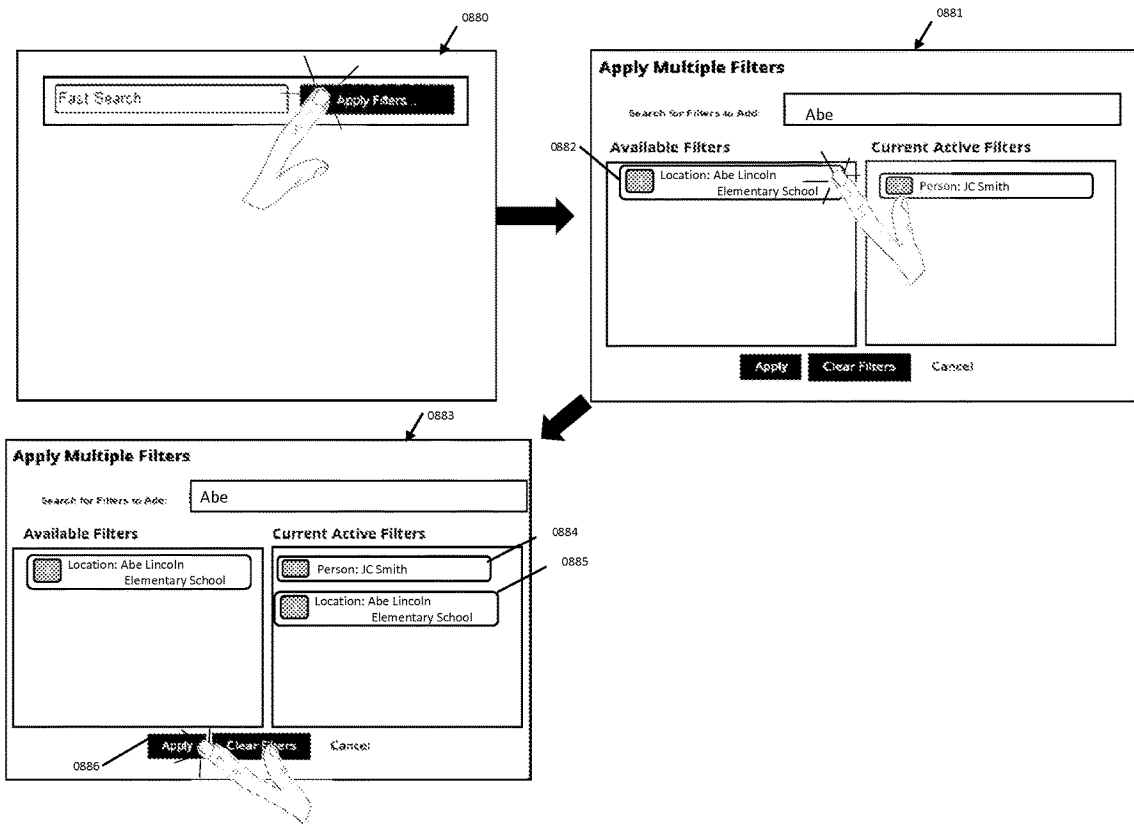 0880
Fast Search
Apply Filters...
0881
Apply Multiple Filters
Search for Filters to Add:
Abe
0882
Available Filters
Current Active Filters
Location: Abe Lincoln
Elementary School
Person: JC Smith
Apply
Clear Filters
Cancel
0883
Apply Multiple Filters
Search for Filters to Add:
Abe
Available Filters
Current Active Filters
0884
0885
Location: Abe Lincoln
Elementary School
Person: JC Smith
Location: Abe Lincoln
Elementary School
Apply
Clear Filters
Cancel
0886